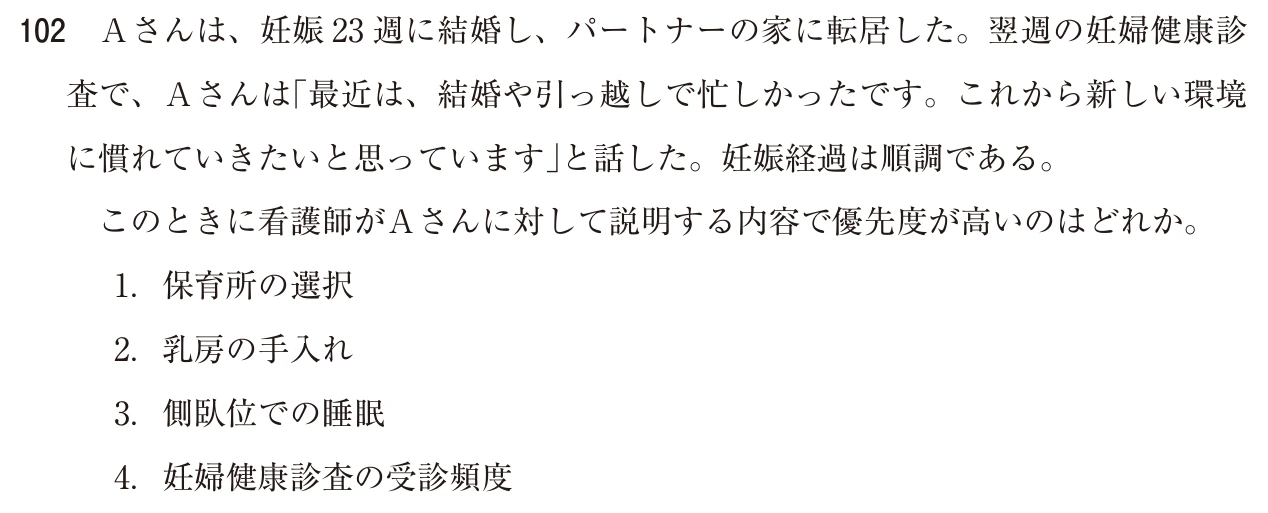 102 Aさんは、妊娠23週に結婚し、パートナーの家に転居した。翌週の妊婦健康診
査で、Aさんは「最近は、結婚や引っ越しで忙しかったです。これから新しい環境
に慣れていきたいと思っています」と話した。妊娠経過は順調である。
このときに看護師がAさんに対して説明する内容で優先度が高いのはどれか。
1. 保育所の選択
2. 乳房の手入れ
3. 側臥位での睡眠
4. 妊婦健康診査の受診頻度